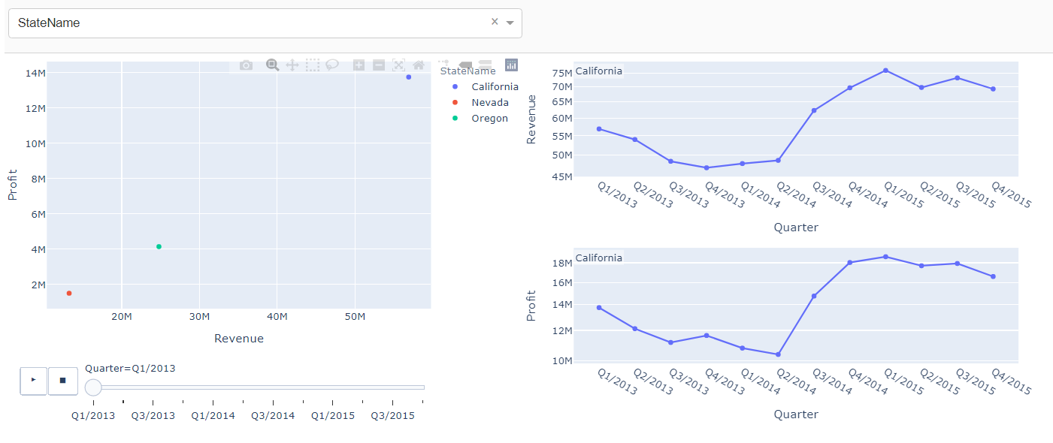 StateName
StateName
California
Nevada
Oregon
14M
12M
10M
8M
6M
4M
2M
Profit
20M
30M
40M
50M
Revenue
Quarter=Q1/2013
Q1/2013
Q3/2013
Q1/2014
Q3/2014
Q1/2015
Q3/2015
California
75M
70M
65M
60M
55M
50M
45M
Revenue
Q1/2013
Q2/2013
Q3/2013
Q4/2013
Q1/2014
Q2/2014
Q3/2014
Q4/2014
Q1/2015
Q2/2015
Q3/2015
Q4/2015
Quarter
California
18M
16M
14M
12M
10M
Profit
Q1/2013
Q2/2013
Q3/2013
Q4/2013
Q1/2014
Q2/2014
Q3/2014
Q4/2014
Q1/2015
Q2/2015
Q3/2015
Q4/2015
Quarter